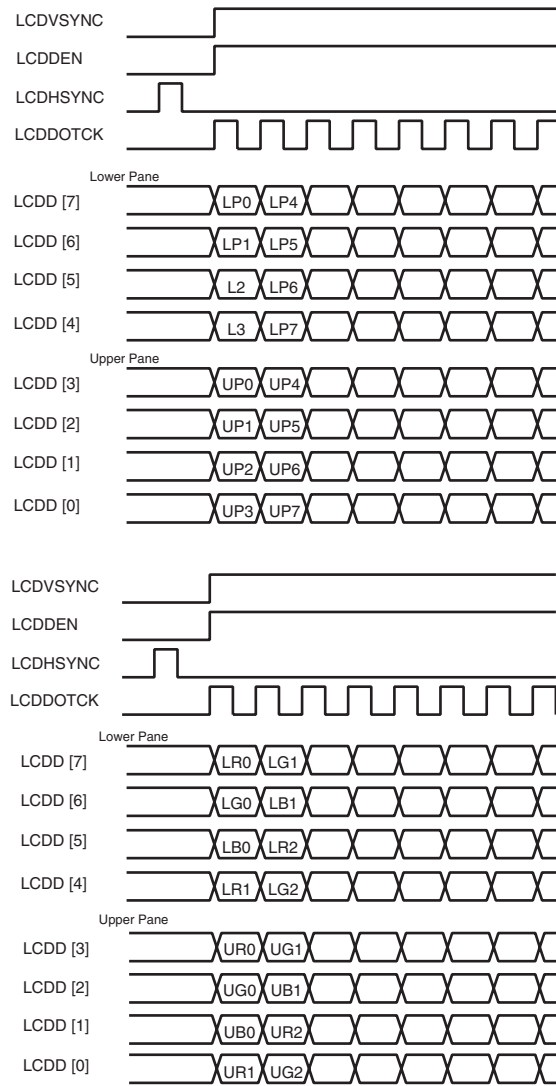 LCDVSYNC
LCDDEN
LCDHSYNC
LCDDOTCK
Lower Pane
LCDD [7] LP0 LP4
LCDD [6] LP1 LP5
LCDD [5] L2 LP6
LCDD [4] L3 LP7
Upper Pane
LCDD [3] UP0 UP4
LCDD [2] UP1 UP5
LCDD [1] UP2 UP6
LCDD [0] UP3 UP7
LCDVSYNC
LCDDEN
LCDHSYNC
LCDDOTCK
Lower Pane
LCDD [7] LR0 LG1
LCDD [6] LG0 LB1
LCDD [5] LB0 LR2
LCDD [4] LR1 LG2
Upper Pane
LCDD [3] UR0 UG1
LCDD [2] UG0 UB1
LCDD [1] UB0 UR2
LCDD [0] UR1 UG2